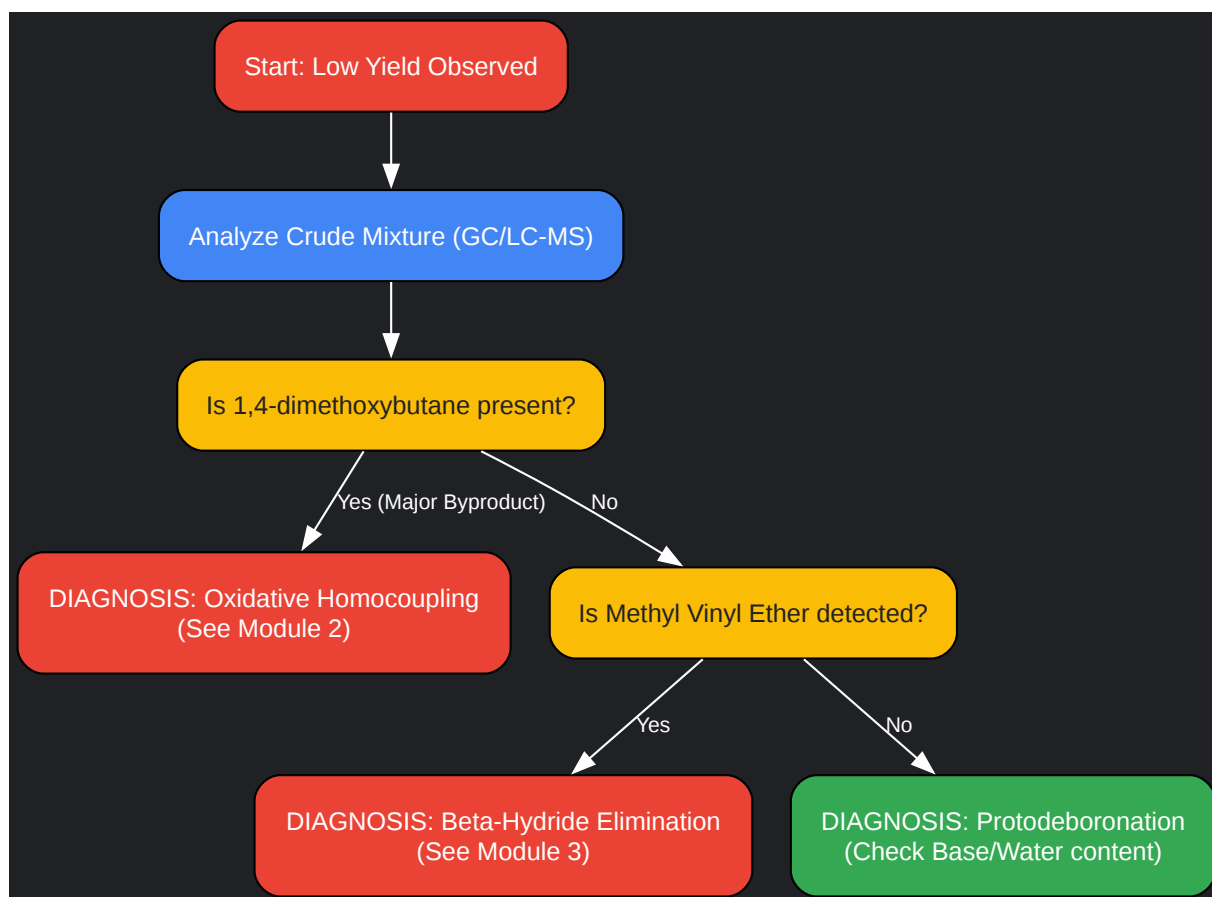 Start: Low Yield Observed
Analyze Crude Mixture (GC/LC-MS)
Is 1,4-dimethoxybutane present?
Yes (Major Byproduct)
No
DIAGNOSIS: Oxidative Homocoupling
(See Module 2)
Is Methyl Vinyl Ether detected?
Yes
No
DIAGNOSIS: Beta-Hydride Elimination
(See Module 3)
DIAGNOSIS: Protodeboronation
(Check Base/Water content)